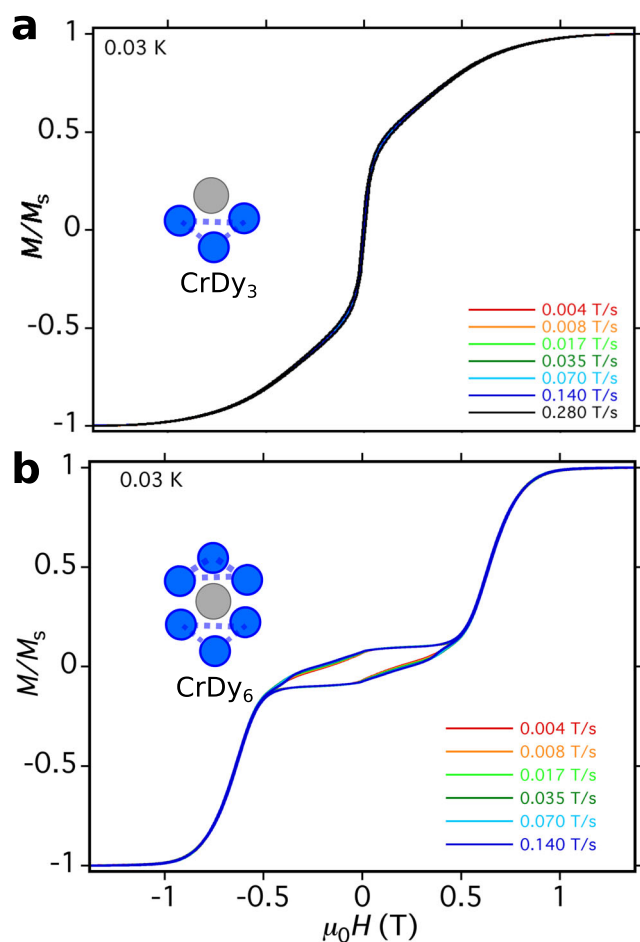 a
1
0.03 K
0.5
M/Mₛ
0
CrDy₃
-0.5
-1
0.004 T/s
0.008 T/s
0.017 T/s
0.035 T/s
0.070 T/s
0.140 T/s
0.280 T/s
b
1
0.03 K
0.5
M/Mₛ
0
CrDy₆
-0.5
-1
0.004 T/s
0.008 T/s
0.017 T/s
0.035 T/s
0.070 T/s
0.140 T/s
-1 -0.5 0 0.5 1
μ₀H (T)